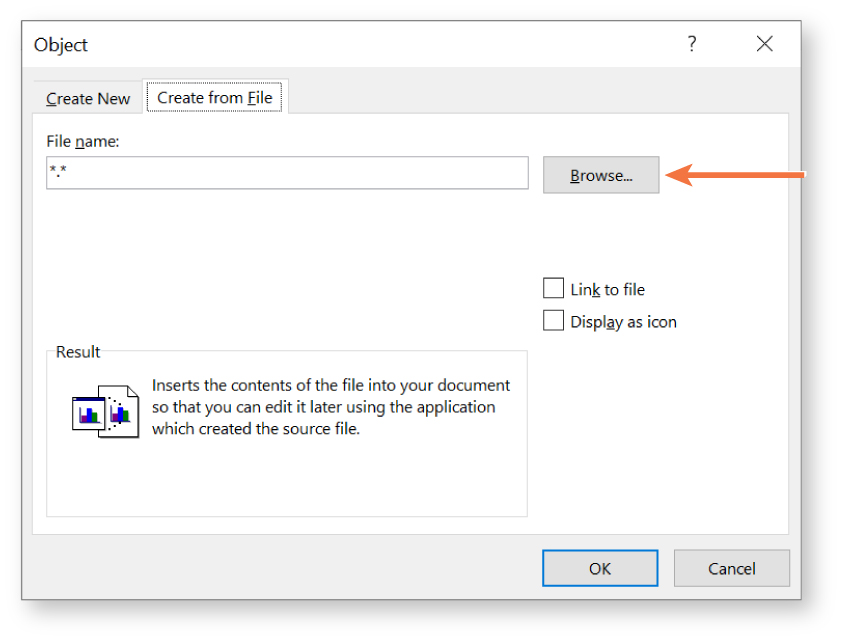 Object
?
Create New
Create from File
File name:
*.*
Browse...
Link to file
Display as icon
Result
Inserts the contents of the file into your document
so that you can edit it later using the application
which created the source file.
OK
Cancel